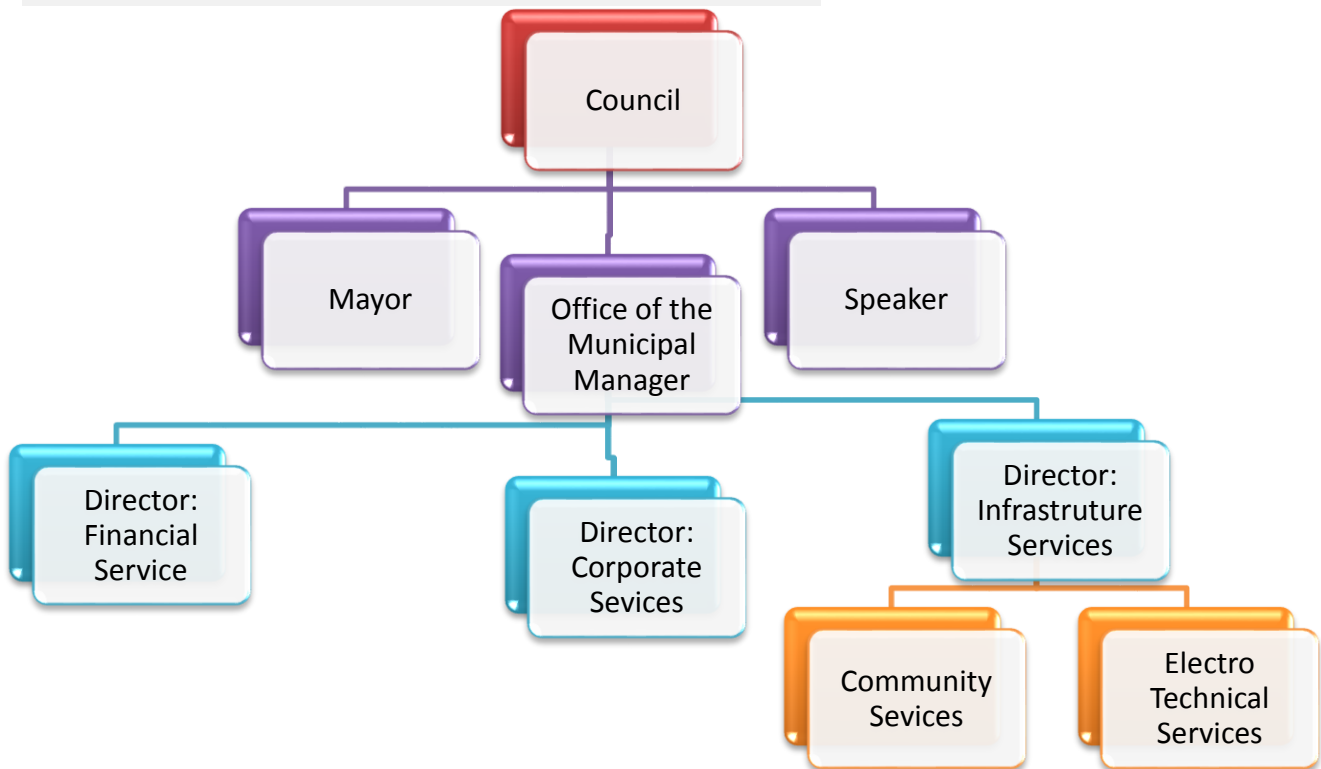 Council
Mayor
Office of the
Municipal
Manager
Speaker
Director:
Financial
Service
Director:
Corporate
Sevices
Director:
Infrastruture
Services
Community
Sevices
Electro
Technical
Services